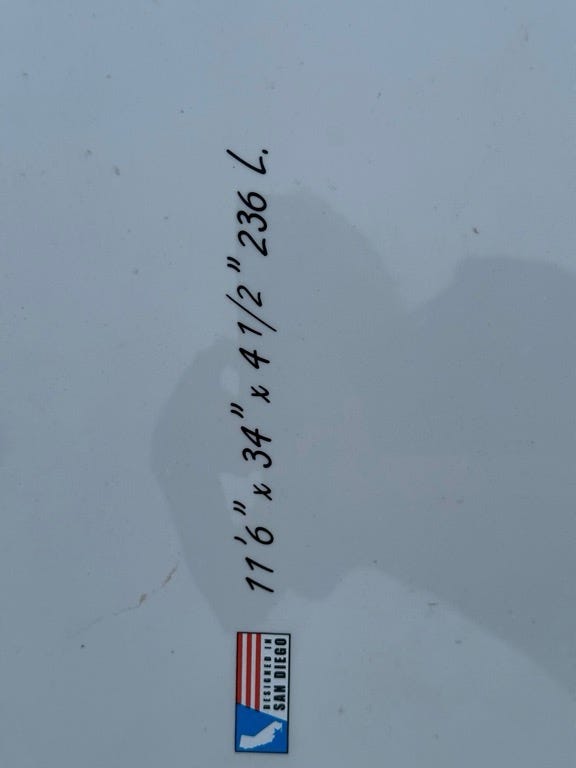 11'6" x 34" x 4 1/2" 236 L.
DESIGNED IN
SAN DIEGO